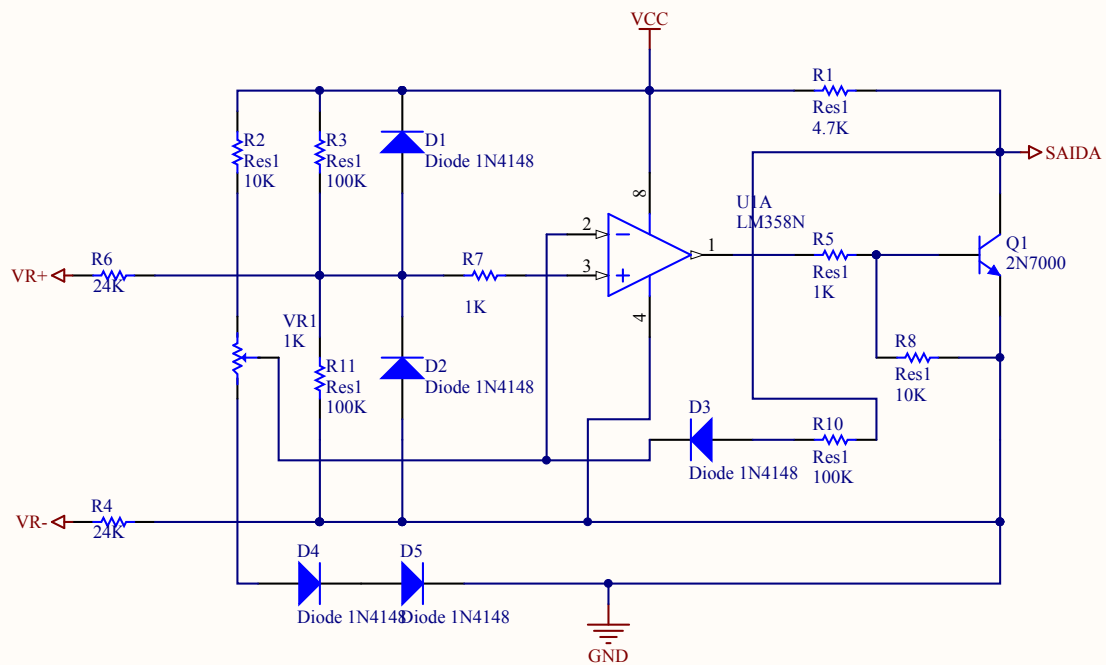 VCC
R1
Res1
4.7K
R2
Res1
10K
R3
Res1
100K
D1
Diode 1N4148
SAIDA
8
U1A
LM358N
2
1
3
4
R5
Res1
1K
Q1
2N7000
VR+
R6
24K
R7
1K
VR1
1K
R11
Res1
100K
D2
Diode 1N4148
R8
Res1
10K
D3
Diode 1N4148
R10
Res1
100K
VR-
R4
24K
D4
Diode 1N4148
D5
Diode 1N4148
GND